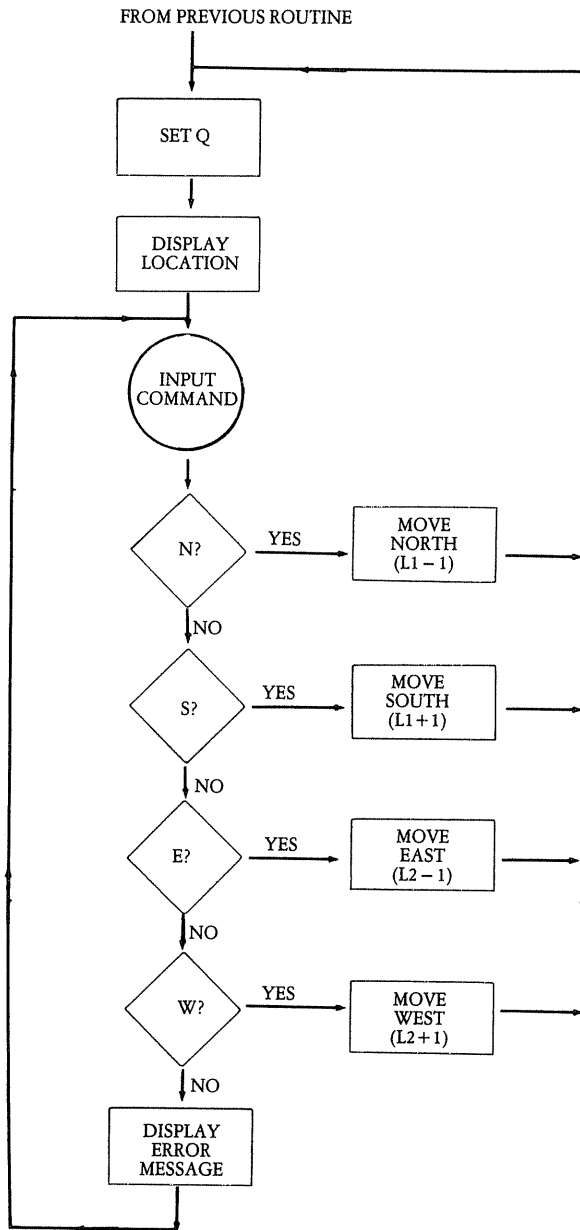 FROM PREVIOUS ROUTINE
SET Q
DISPLAY
LOCATION
INPUT
COMMAND
N?
YES
MOVE
NORTH
(L1 − 1)
NO
S?
YES
MOVE
SOUTH
(L1+1)
NO
E?
YES
MOVE
EAST
(L2 − 1)
NO
W?
YES
MOVE
WEST
(L2+1)
NO
DISPLAY
ERROR
MESSAGE